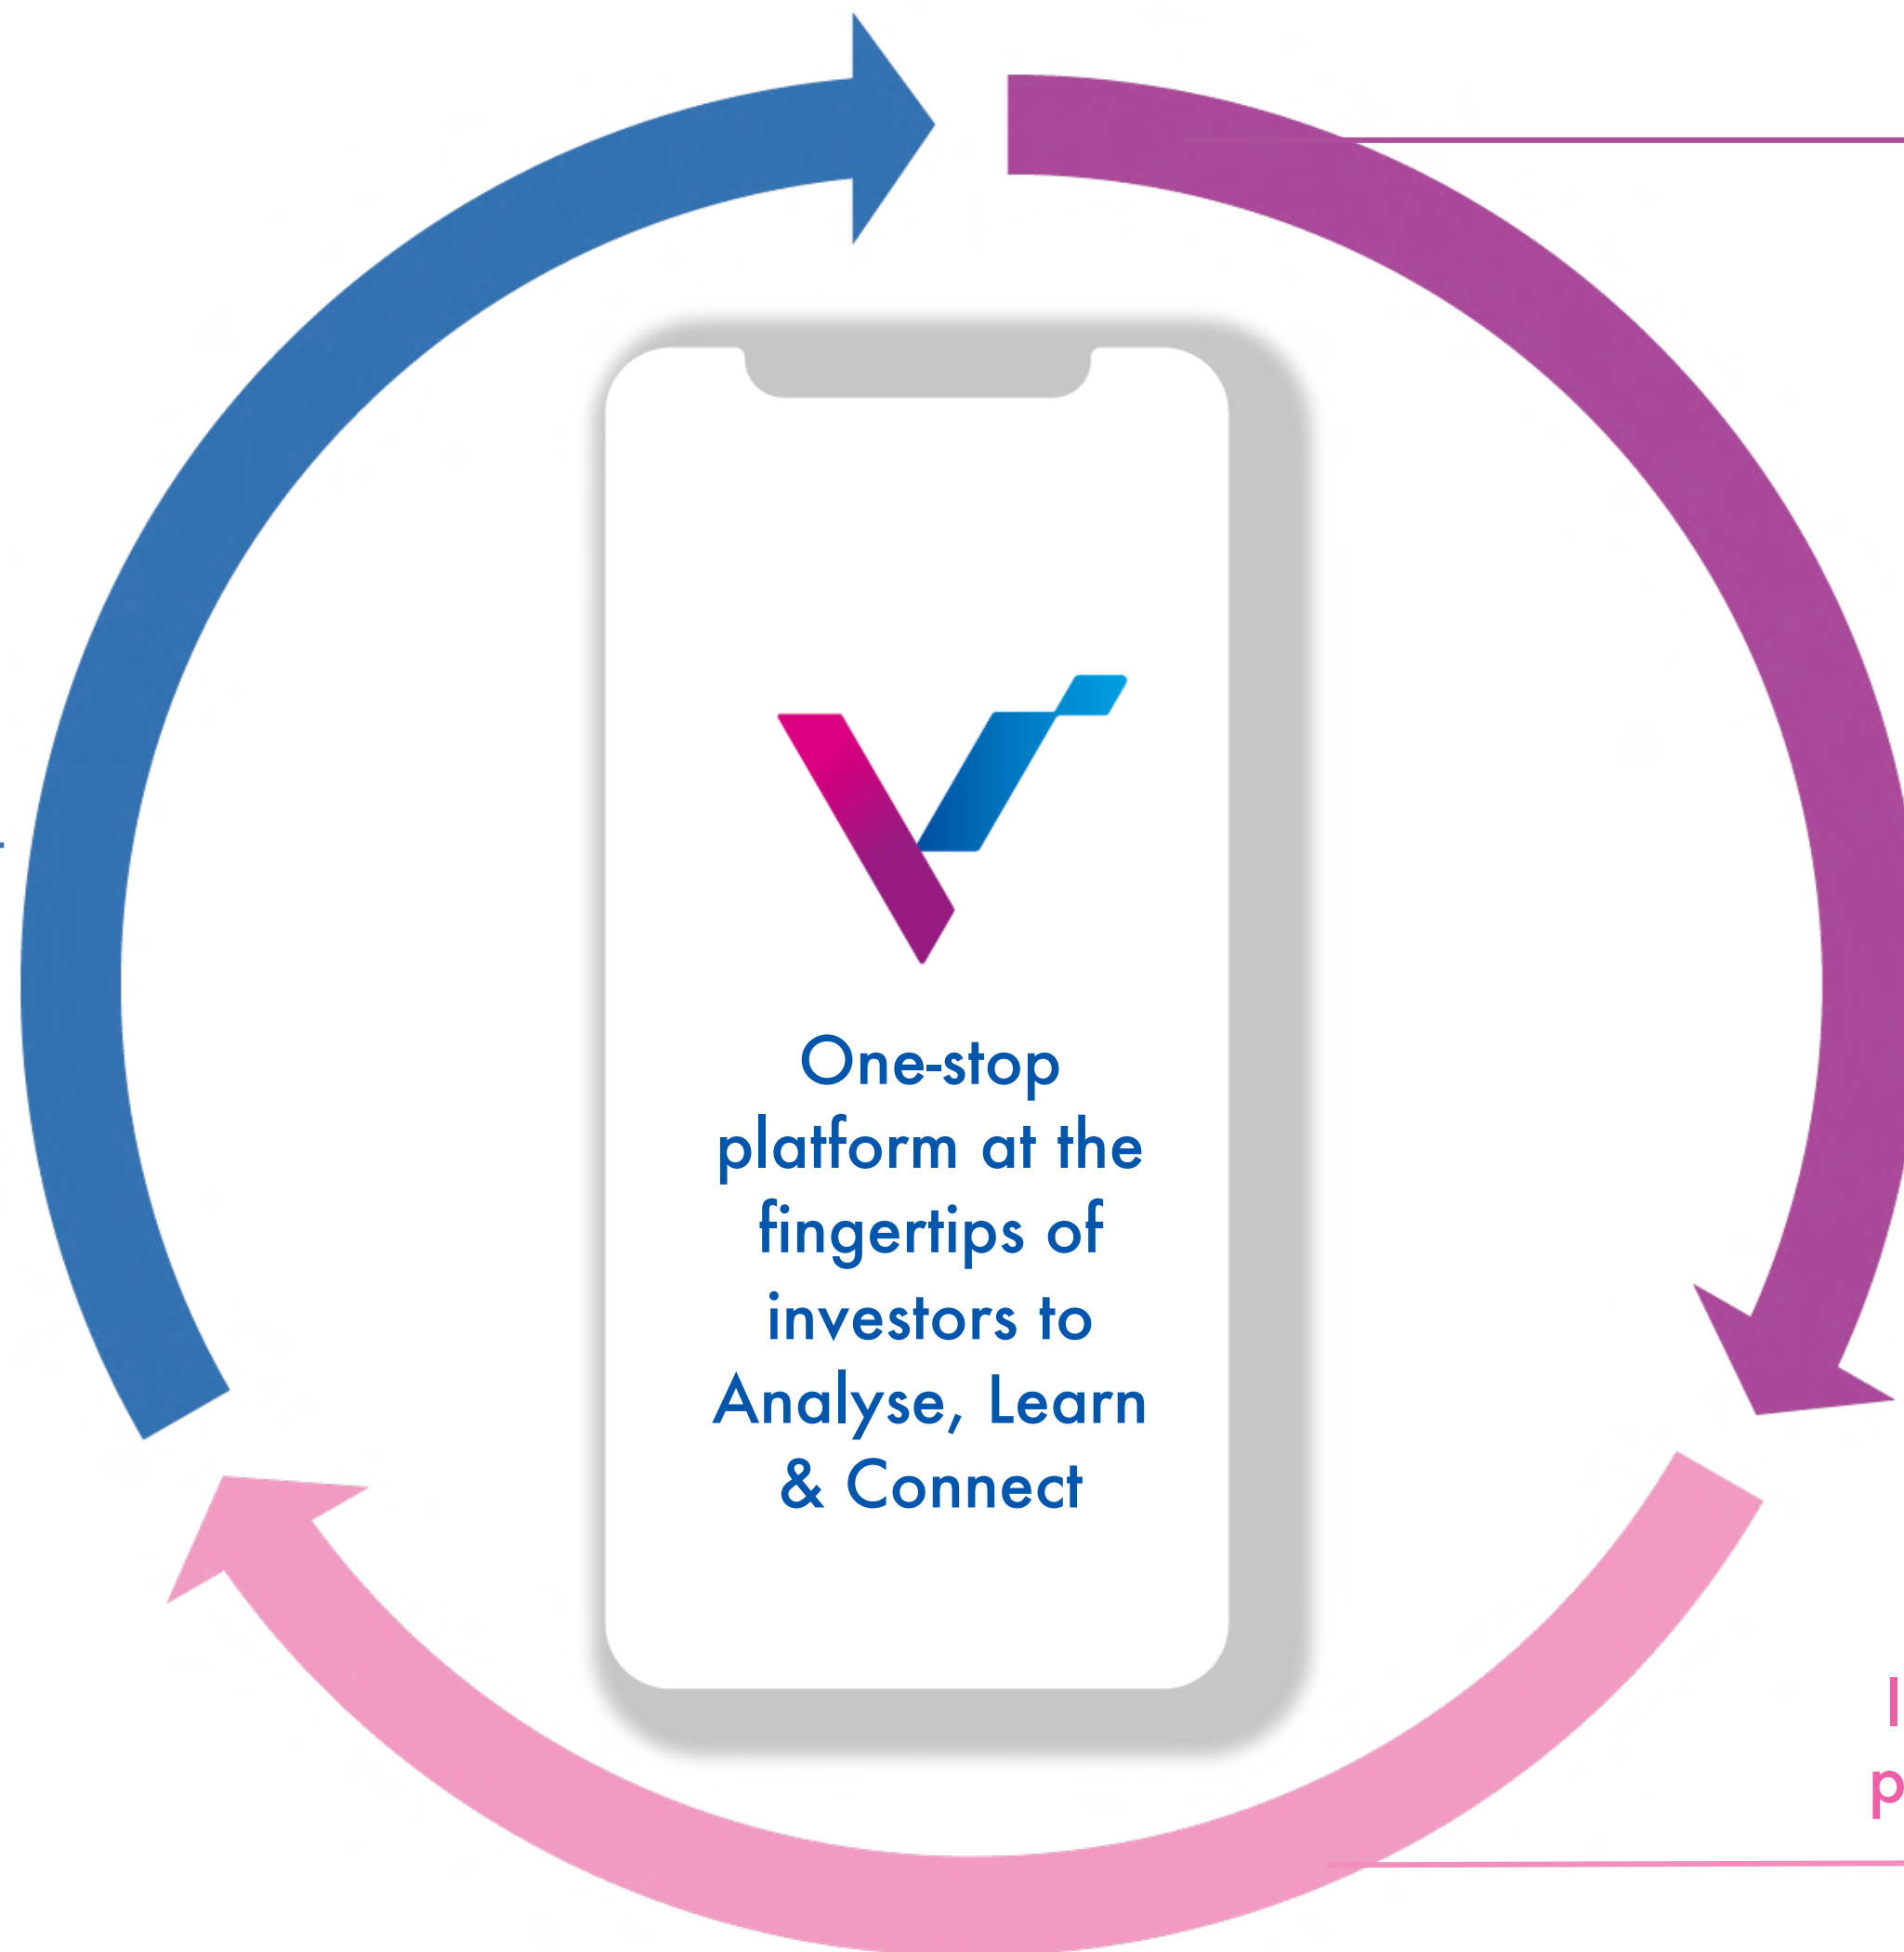 One-stop
platform at the
fingertips of
investors to
Analyse, Learn
& Connect